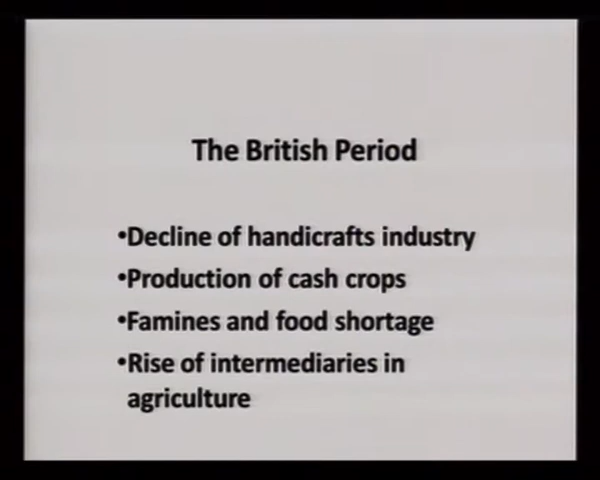 The British Period
•Decline of handicrafts industry
•Production of cash crops
•Famines and food shortage
•Rise of intermediaries in
agriculture